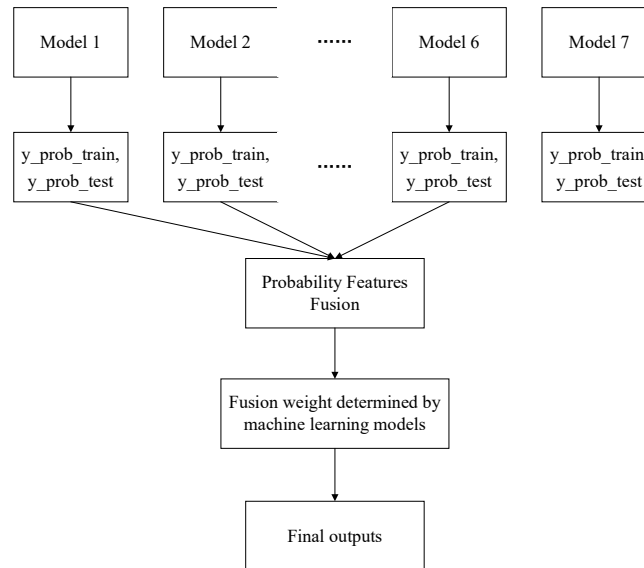 Model 1
Model 2
......
Model 6
Model 7
y_prob_train,
y_prob_test
y_prob_train,
y_prob_test
......
y_prob_train,
y_prob_test
y_prob_train,
y_prob_test
Probability Features
Fusion
Fusion weight determined by
machine learning models
Final outputs